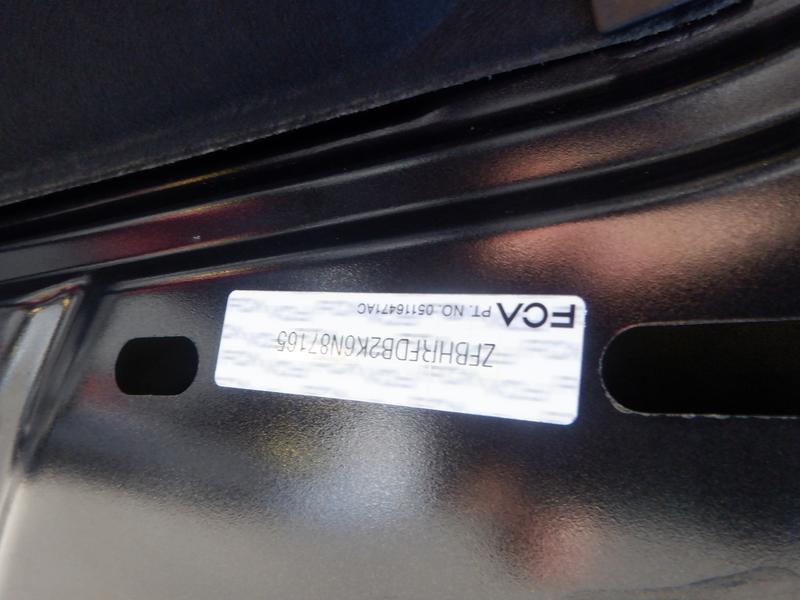 FCA PT. NO. 05116471AC
ZFBHRFDB2K6N87165